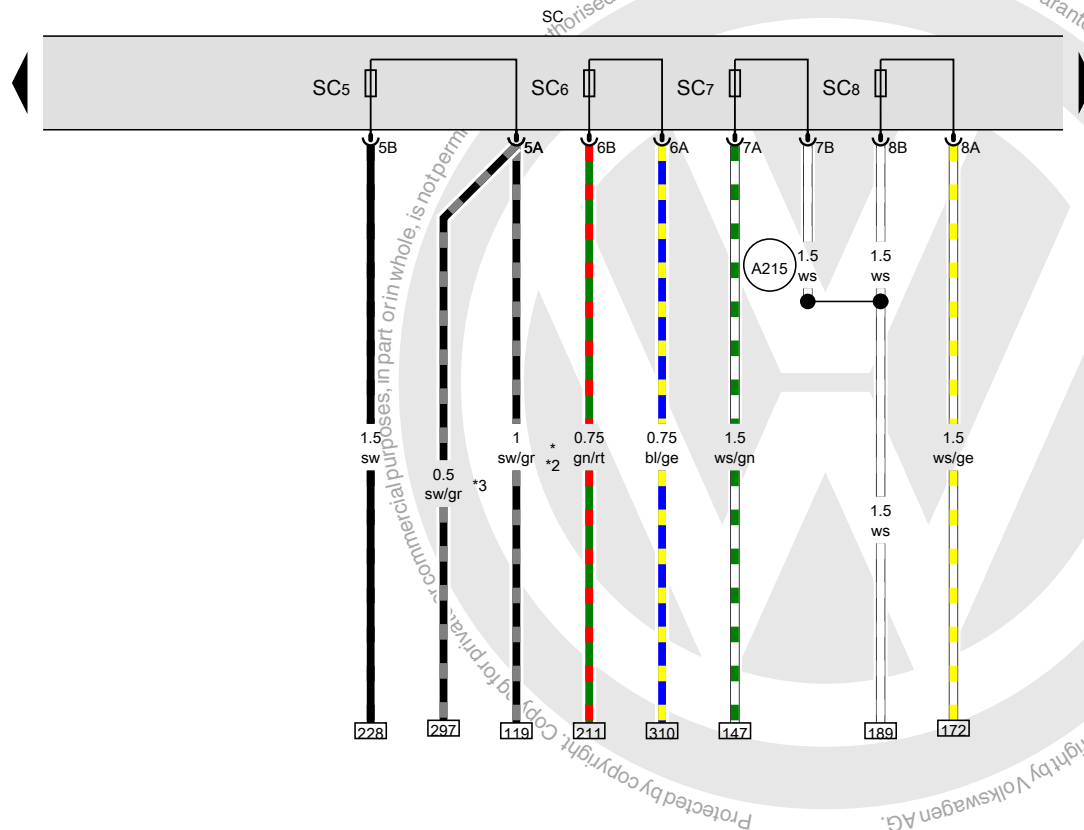 SC
SC5 SC6 SC7 SC8
5B 5A 6B 6A 7A 7B 8B 8A
A215
1.5
ws
1.5
ws
1.5
sw
0.5
sw/gr
*3
1
sw/gr
*
*2
0.75
gn/rt
0.75
bl/ge
1.5
ws/gn
1.5
ws
1.5
ws/ge
228 297 119 211 310 147 189 172
Protected by copyright. Copying for private or commercial purposes, in part or in whole, is not
by Volkswagen AG.